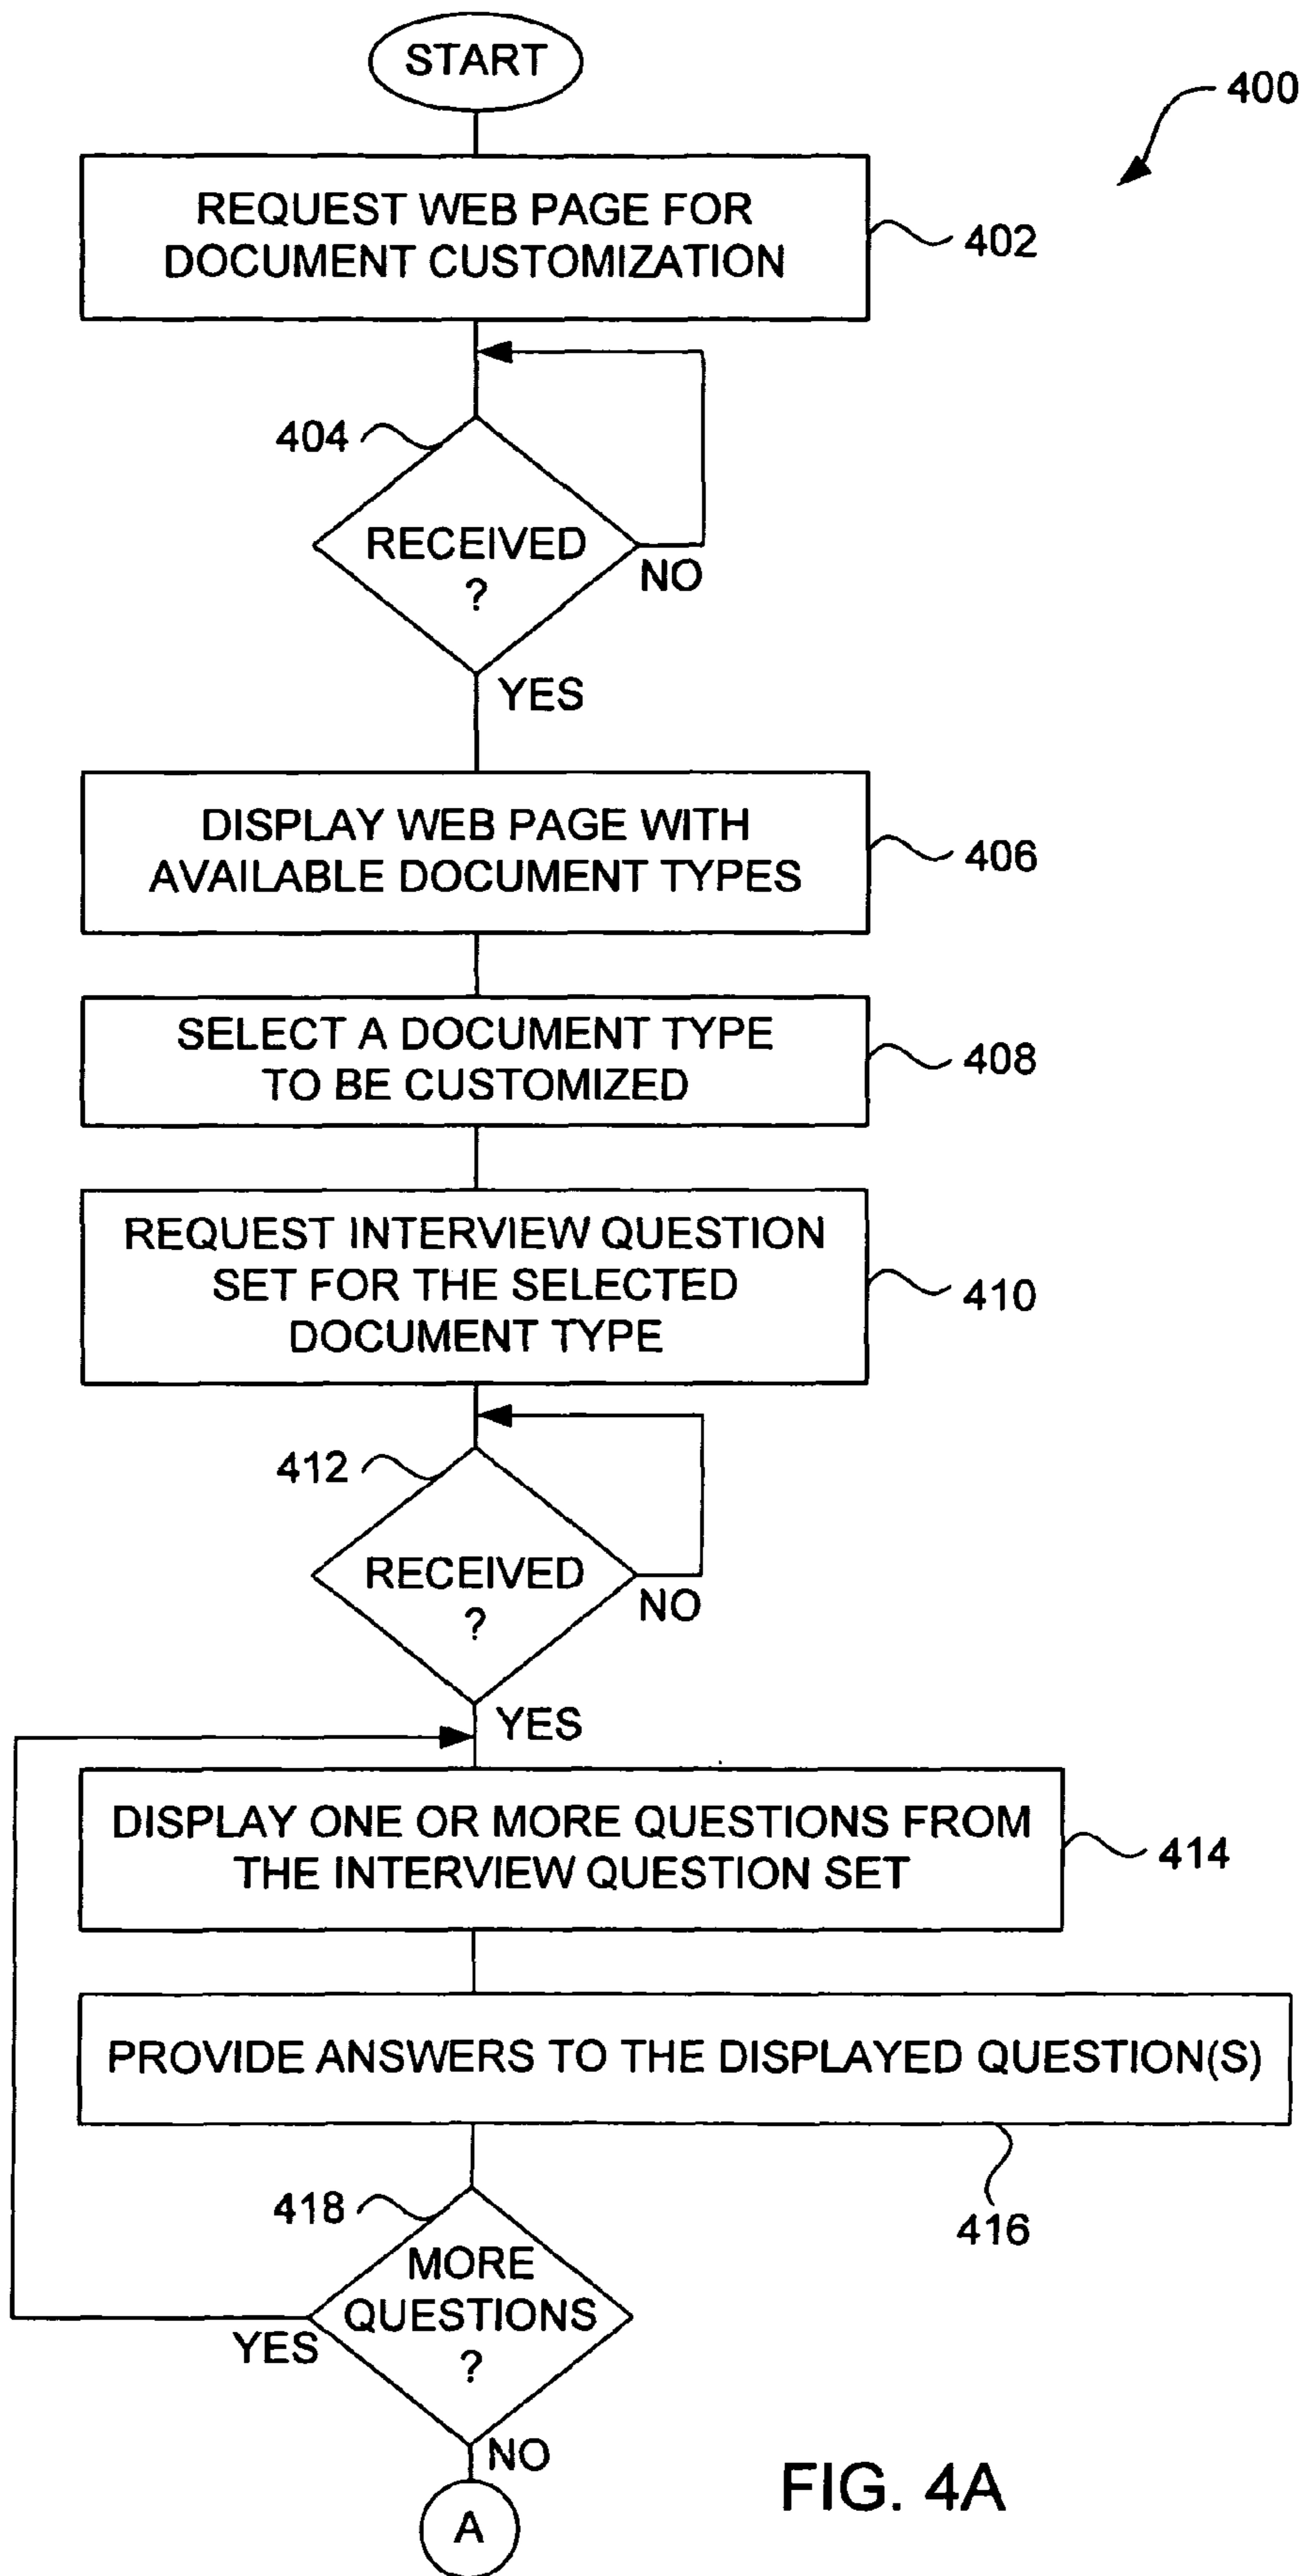 START
400
REQUEST WEB PAGE FOR
DOCUMENT CUSTOMIZATION
402
404
RECEIVED
?
NO
YES
DISPLAY WEB PAGE WITH
AVAILABLE DOCUMENT TYPES
406
SELECT A DOCUMENT TYPE
TO BE CUSTOMIZED
408
REQUEST INTERVIEW QUESTION
SET FOR THE SELECTED
DOCUMENT TYPE
410
412
RECEIVED
?
NO
YES
DISPLAY ONE OR MORE QUESTIONS FROM
THE INTERVIEW QUESTION SET
414
PROVIDE ANSWERS TO THE DISPLAYED QUESTION(S)
416
418
MORE
QUESTIONS
?
YES
NO
A
FIG. 4A